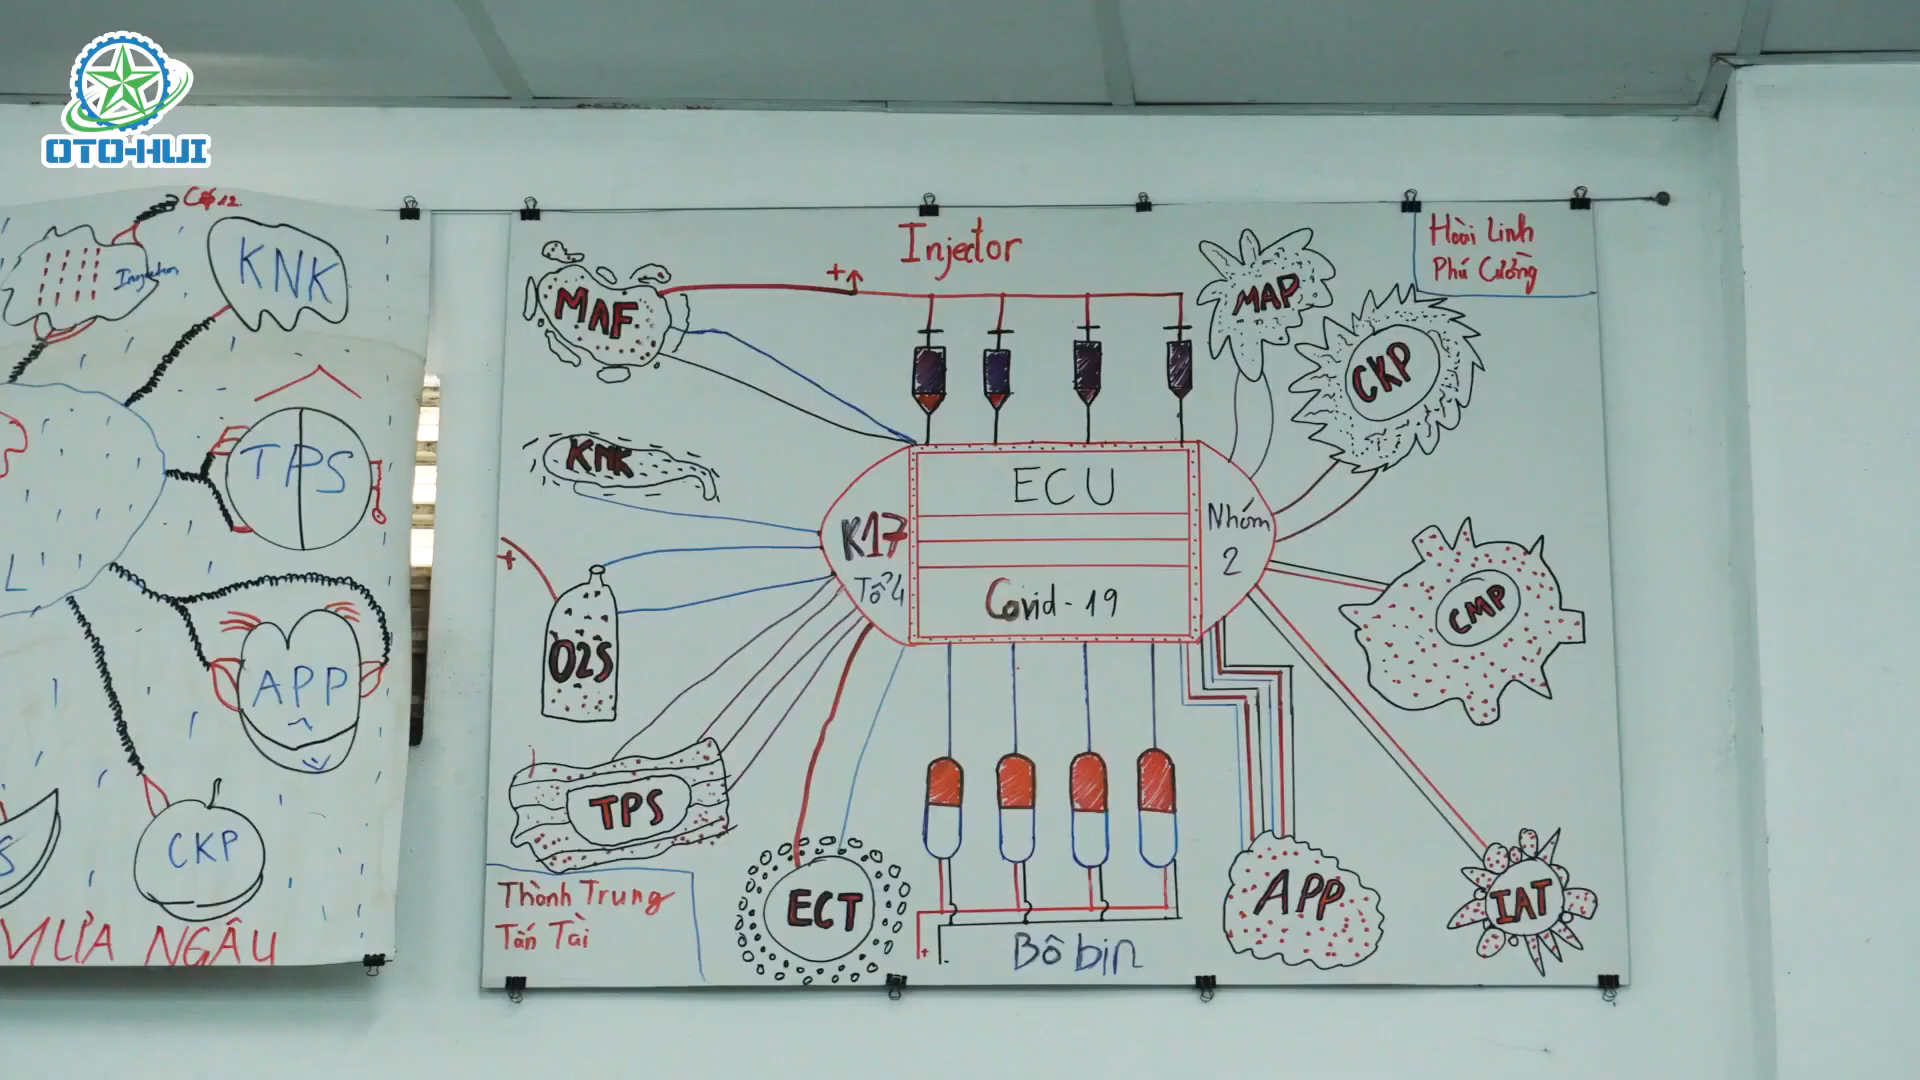 OTO-HUI
KNK
TPS
APP
CKP
MƯA NGÂU
Injector
Hoài Linh
Phú Cường
MAF
+
MAP
CKP
KNK
ECU
K17
Tổ 4
Nhóm
2
Covid-19
+
O2S
CMP
TPS
Thành Trung
Tấn Tài
ECT
APP
IAT
+
-
Bô bin